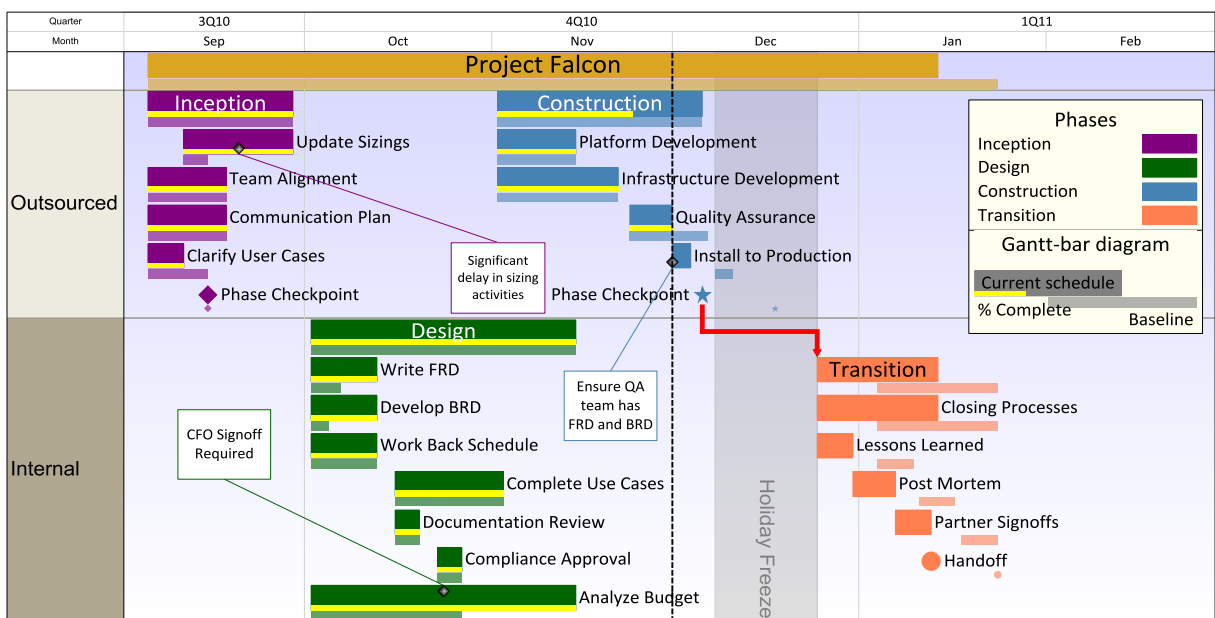 Quarter 3Q10 4Q10 1Q11
Month Sep Oct Nov Dec Jan Feb
Project Falcon
Outsourced
Inception
Update Sizings
Team Alignment
Communication Plan
Clarify User Cases
Phase Checkpoint
Significant
delay in sizing
activities
Construction
Platform Development
Infrastructure Development
Quality Assurance
Install to Production
Phase Checkpoint
Phases
Inception
Design
Construction
Transition
Gantt-bar diagram
Current schedule
% Complete
Baseline
Internal
Design
Write FRD
Develop BRD
Work Back Schedule
Complete Use Cases
Documentation Review
Compliance Approval
Analyze Budget
CFO Signoff
Required
Ensure QA
team has
FRD and BRD
Holiday Freeze
Transition
Closing Processes
Lessons Learned
Post Mortem
Partner Signoffs
Handoff